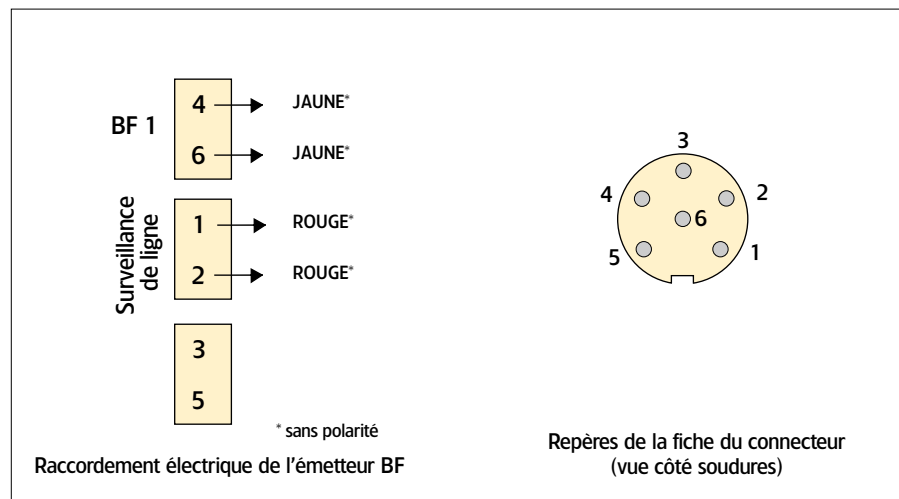 BF 1
4
JAUNE*
6
JAUNE*
Surveillance
de ligne
1
ROUGE*
2
ROUGE*
3
5
* sans polarité
Raccordement électrique de l'émetteur BF
3
4
2
6
5
1
Repères de la fiche du connecteur
(vue côté soudures)